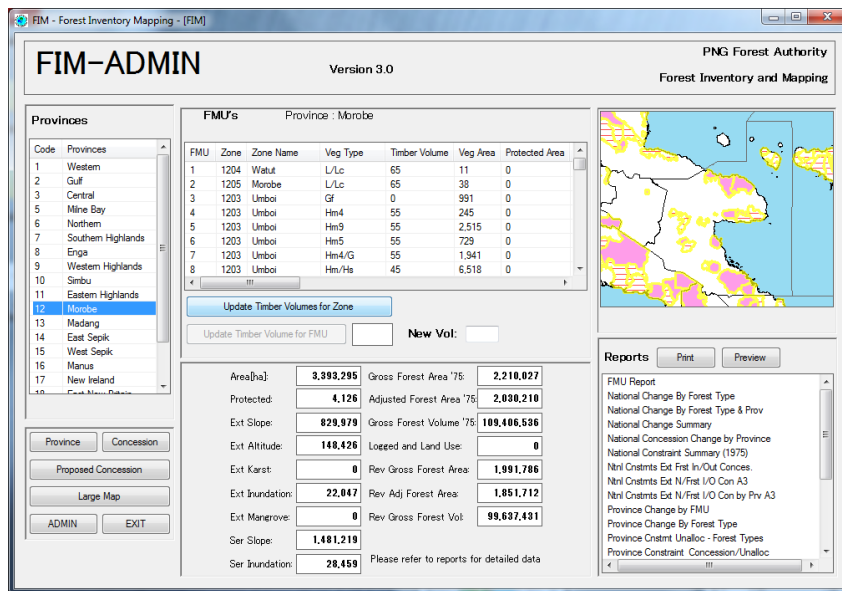 FIM - Forest Inventory Mapping - [FIM]
FIM-ADMIN
Version 3.0
PNG Forest Authority
Forest Inventory and Mapping
Provinces
Code Provinces
1 Western
2 Gulf
3 Central
5 Milne Bay
6 Northern
7 Southern Highlands
8 Enga
9 Western Highlands
10 Simbu
11 Eastern Highlands
12 Morobe
13 Madang
14 East Sepik
15 West Sepik
16 Manus
17 New Ireland
18 East New Britain
Province Concession
Proposed Concession
Large Map
ADMIN EXIT
FMU's Province : Morobe
FMU Zone Zone Name Veg Type Timber Volume Veg Area Protected Area
1 1204 Watut L/Lc 65 11 0
2 1205 Morobe L/Lc 65 38 0
3 1203 Umboi Gf 0 991 0
4 1203 Umboi Hm4 55 245 0
5 1203 Umboi Hm9 55 2,515 0
6 1203 Umboi Hm5 55 729 0
7 1203 Umboi Hm4/G 55 1,941 0
8 1203 Umboi Hm/Hs 45 6,518 0
Update Timber Volumes for Zone
Update Timber Volume for FMU New Vol:
Area[ha]: 3,393,295 Gross Forest Area '75: 2,210,027
Protected: 4,126 Adjusted Forest Area '75: 2,030,210
Ext Slope: 829,979 Gross Forest Volume '75: 109,406,536
Ext Altitude: 148,426 Logged and Land Use: 0
Ext Karst: 0 Rev Gross Forest Area: 1,991,786
Ext Inundation: 22,047 Rev Adj Forest Area: 1,851,712
Ext Mangrove: 0 Rev Gross Forest Vol: 99,637,431
Ser Slope: 1,481,219
Ser Inundation: 28,459 Please refer to reports for detailed data
Reports Print Preview
FMU Report
National Change By Forest Type
National Change By Forest Type & Prov
National Change Summary
National Concession Change by Province
National Constraint Summary (1975)
Ntnl Cnstrnts Ext Frst In/Out Conces.
Ntnl Cnstrnts Ext N/Frst I/O Con A3
Ntnl Cnstrnts Ext N/Frst I/O Con by Prv A3
Province Change by FMU
Province Change By Forest Type
Province Cnstrnt Unalloc - Forest Types
Province Constraint Concession/Unalloc